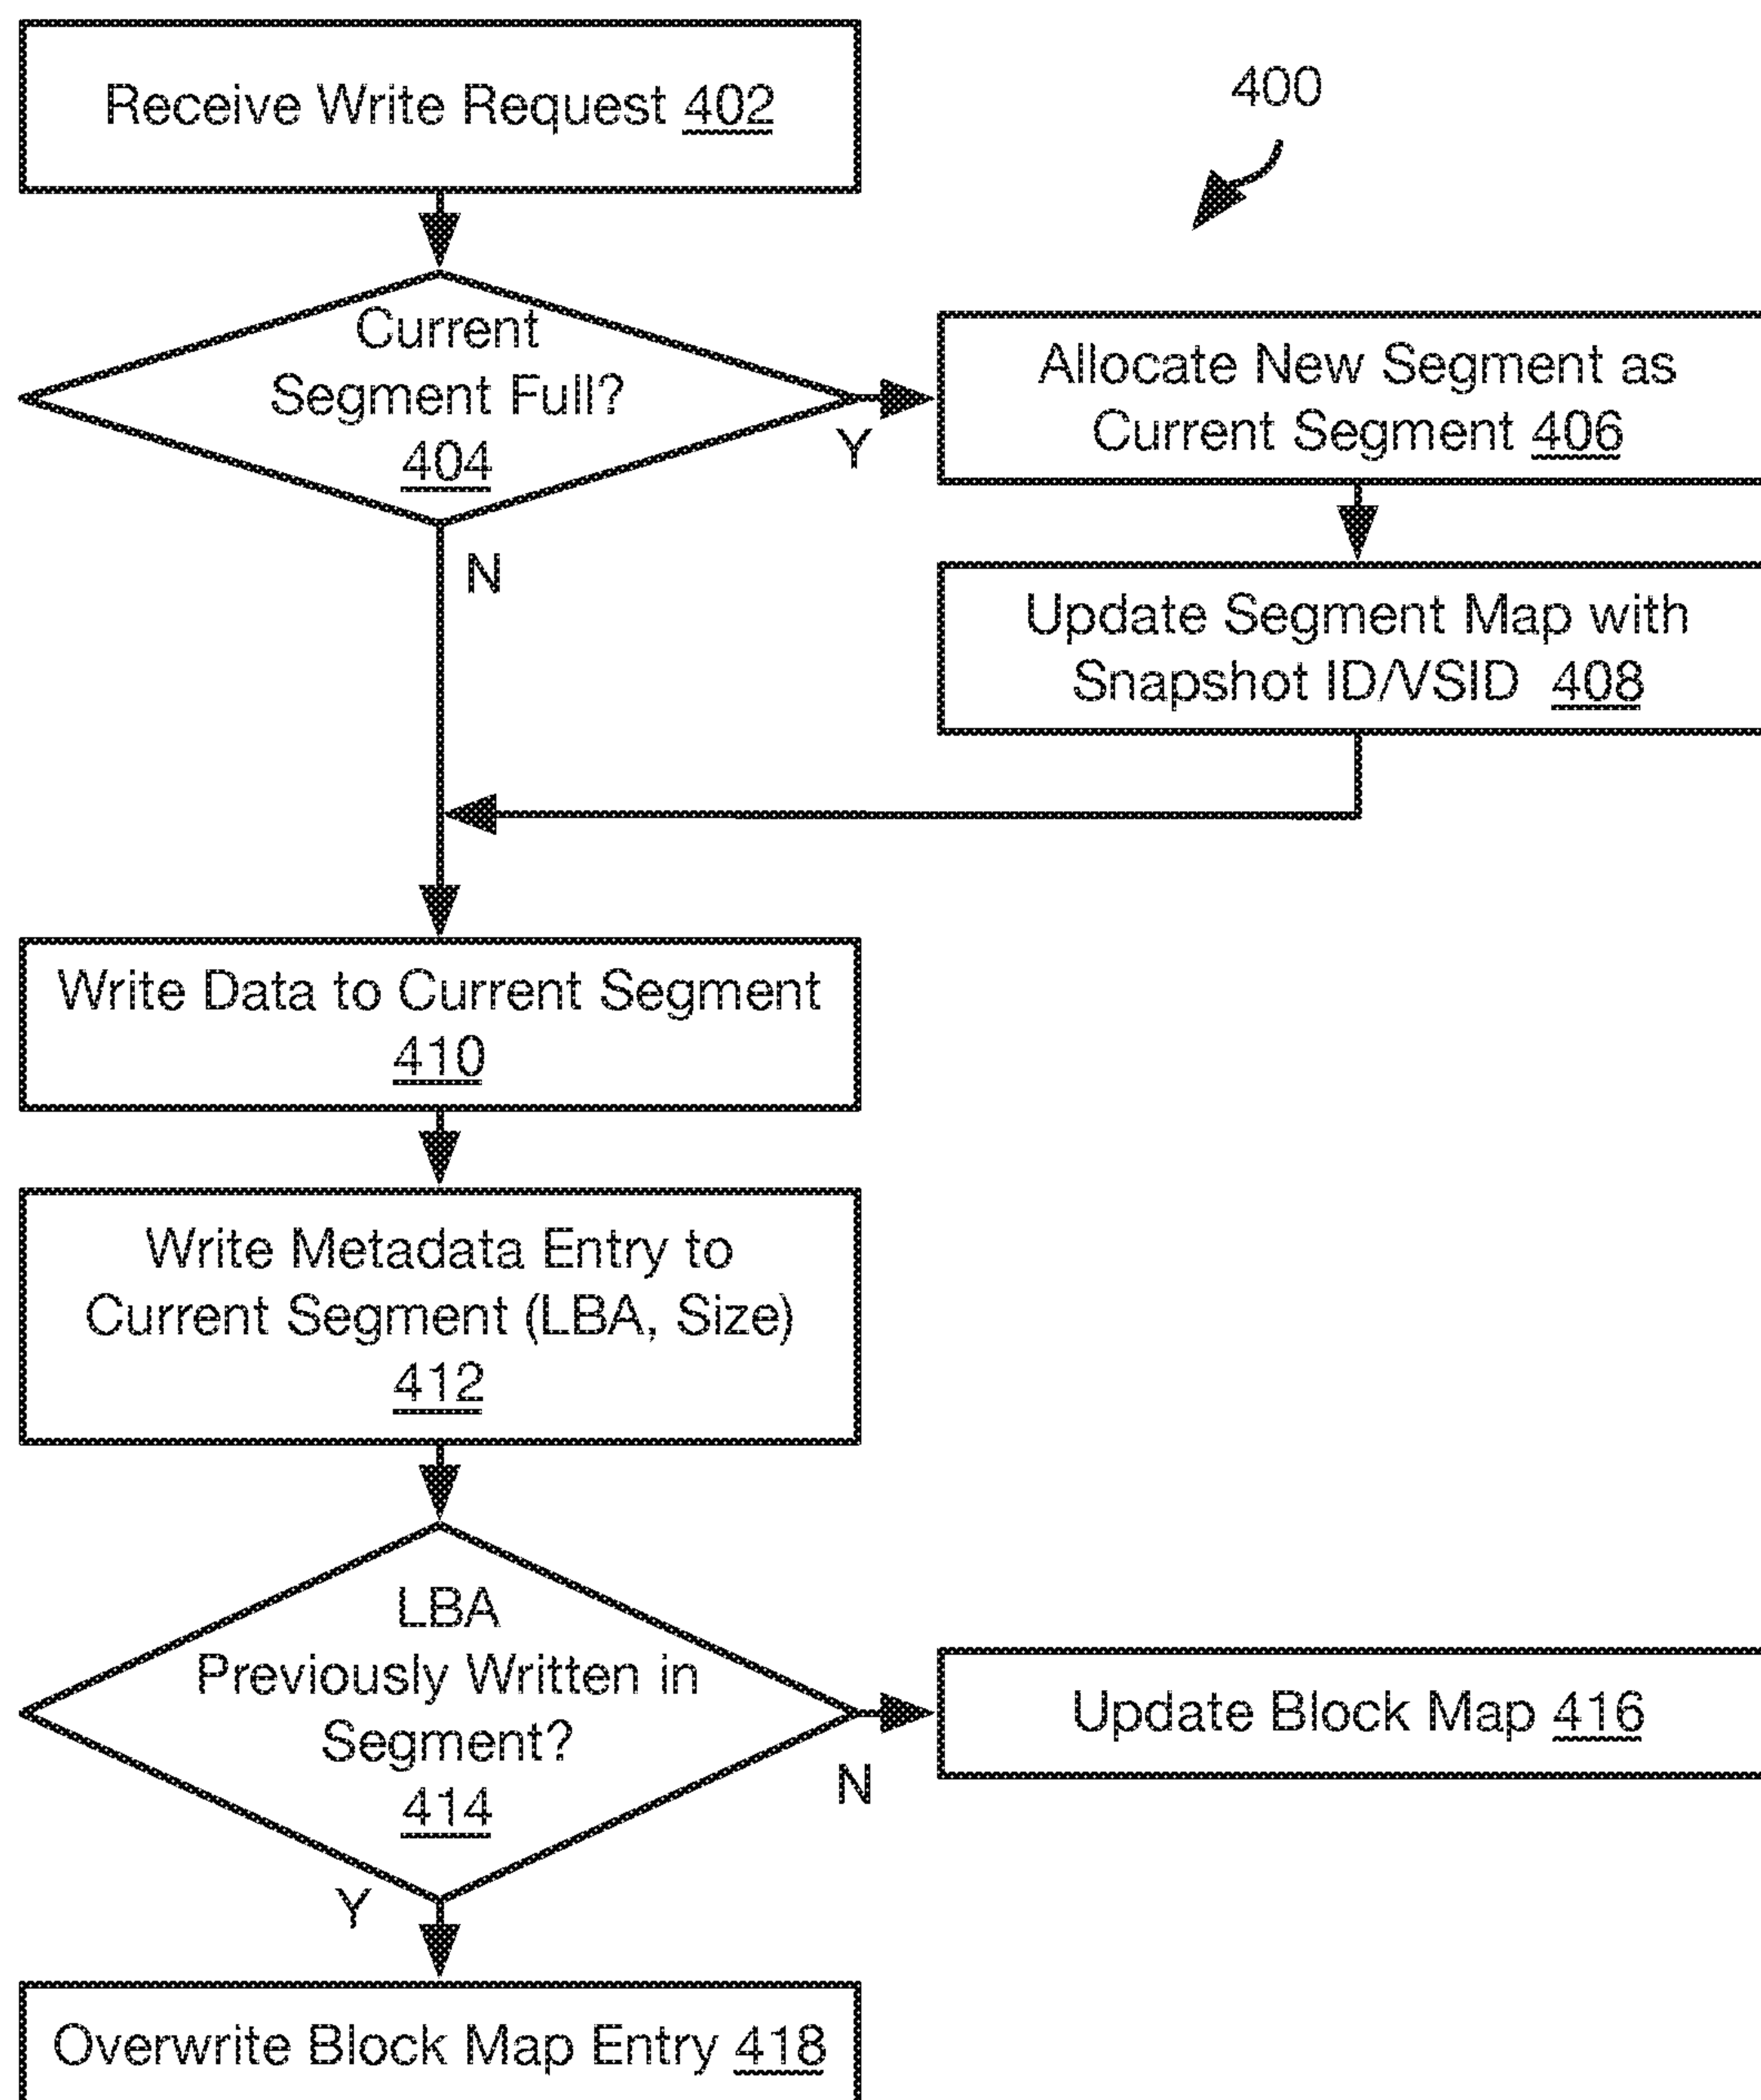 Receive Write Request 402
400
Current
Segment Full?
404
Y
N
Allocate New Segment as
Current Segment 406
Update Segment Map with
Snapshot ID/VSID 408
Write Data to Current Segment
410
Write Metadata Entry to
Current Segment (LBA, Size)
412
LBA
Previously Written in
Segment?
414
N
Y
Update Block Map 416
Overwrite Block Map Entry 418